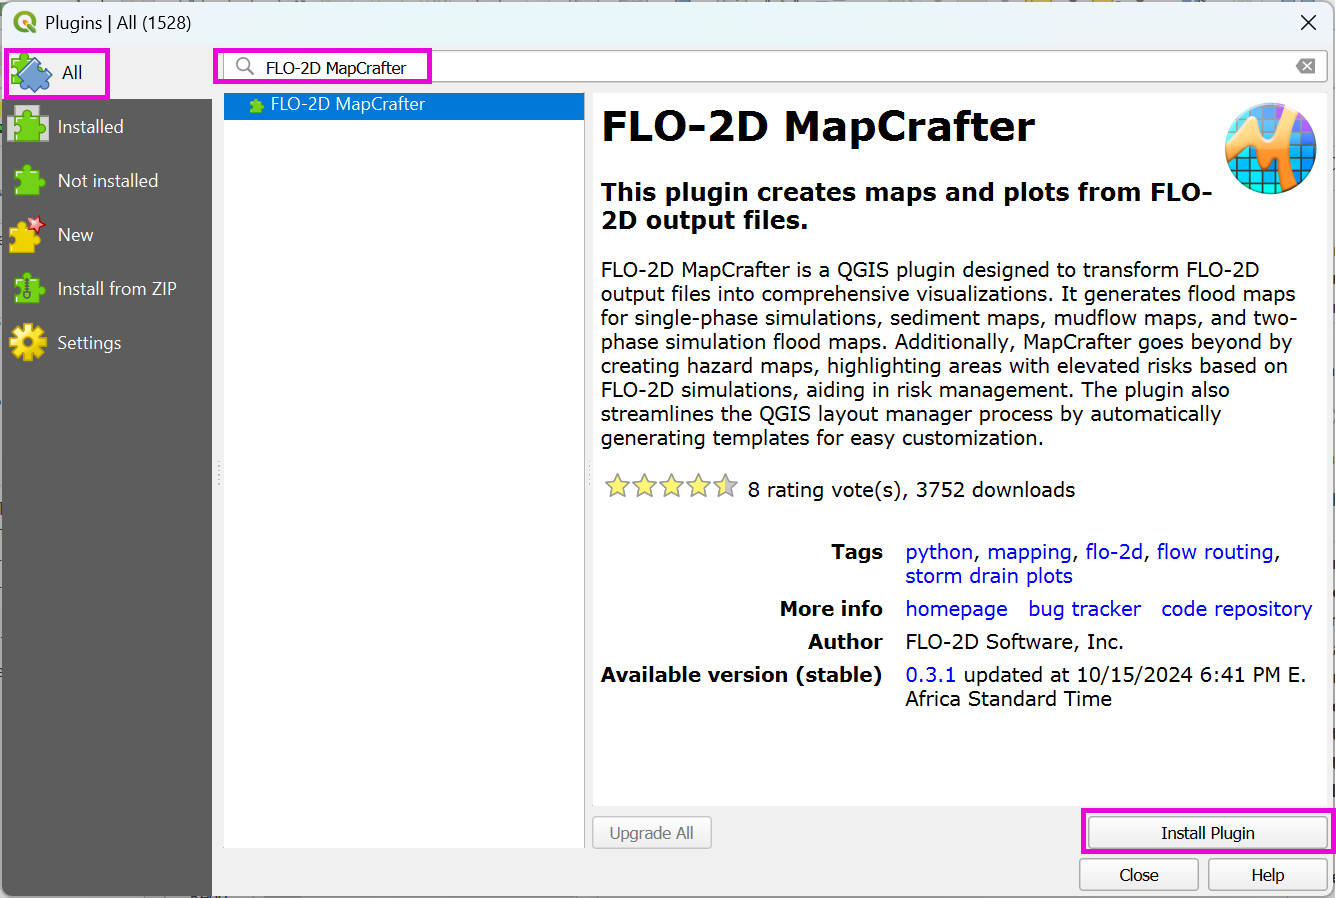 Plugins | All (1528)
All
FLO-2D MapCrafter
Installed
Not installed
New
Install from ZIP
Settings
FLO-2D MapCrafter
FLO-2D MapCrafter
This plugin creates maps and plots from FLO-
2D output files.
FLO-2D MapCrafter is a QGIS plugin designed to transform FLO-2D
output files into comprehensive visualizations. It generates flood maps
for single-phase simulations, sediment maps, mudflow maps, and two-
phase simulation flood maps. Additionally, MapCrafter goes beyond by
creating hazard maps, highlighting areas with elevated risks based on
FLO-2D simulations, aiding in risk management. The plugin also
streamlines the QGIS layout manager process by automatically
generating templates for easy customization.
8 rating vote(s), 3752 downloads
Tags python, mapping, flo-2d, flow routing,
storm drain plots
More info homepage bug tracker code repository
Author FLO-2D Software, Inc.
Available version (stable) 0.3.1 updated at 10/15/2024 6:41 PM E.
Africa Standard Time
Upgrade All
Install Plugin
Close
Help